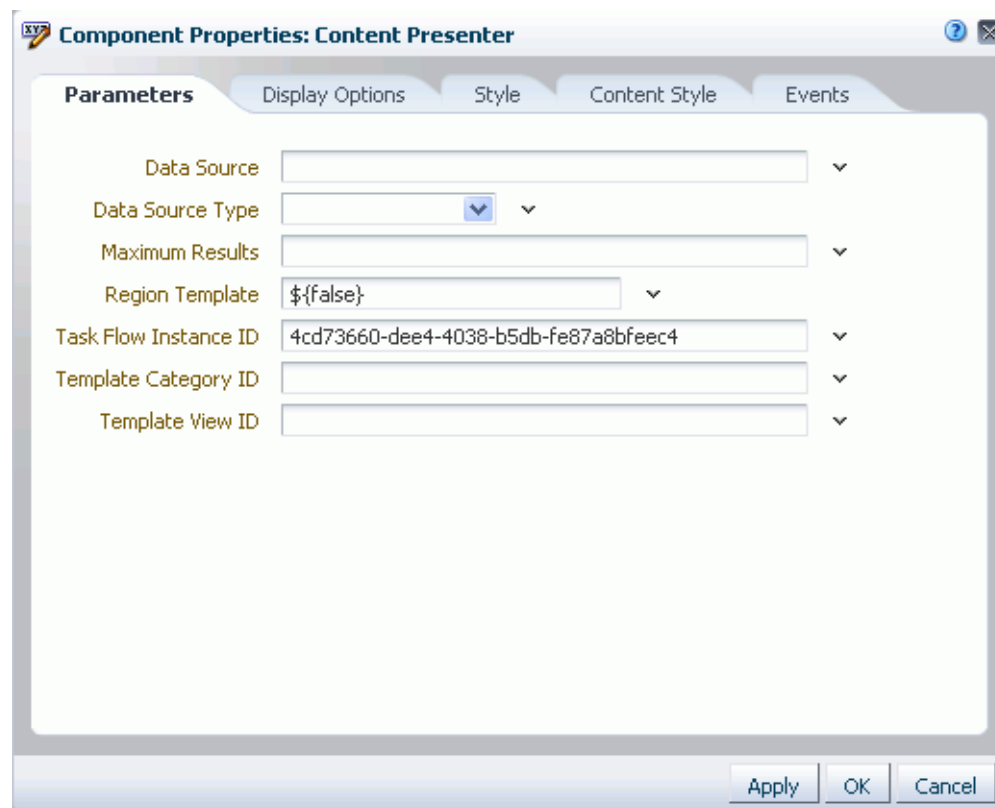 Component Properties: Content Presenter
Parameters Display Options Style Content Style Events
Data Source
Data Source Type
Maximum Results
Region Template ${false}
Task Flow Instance ID 4cd73660-dee4-4038-b5db-fe87a8bfeec4
Template Category ID
Template View ID
Apply OK Cancel